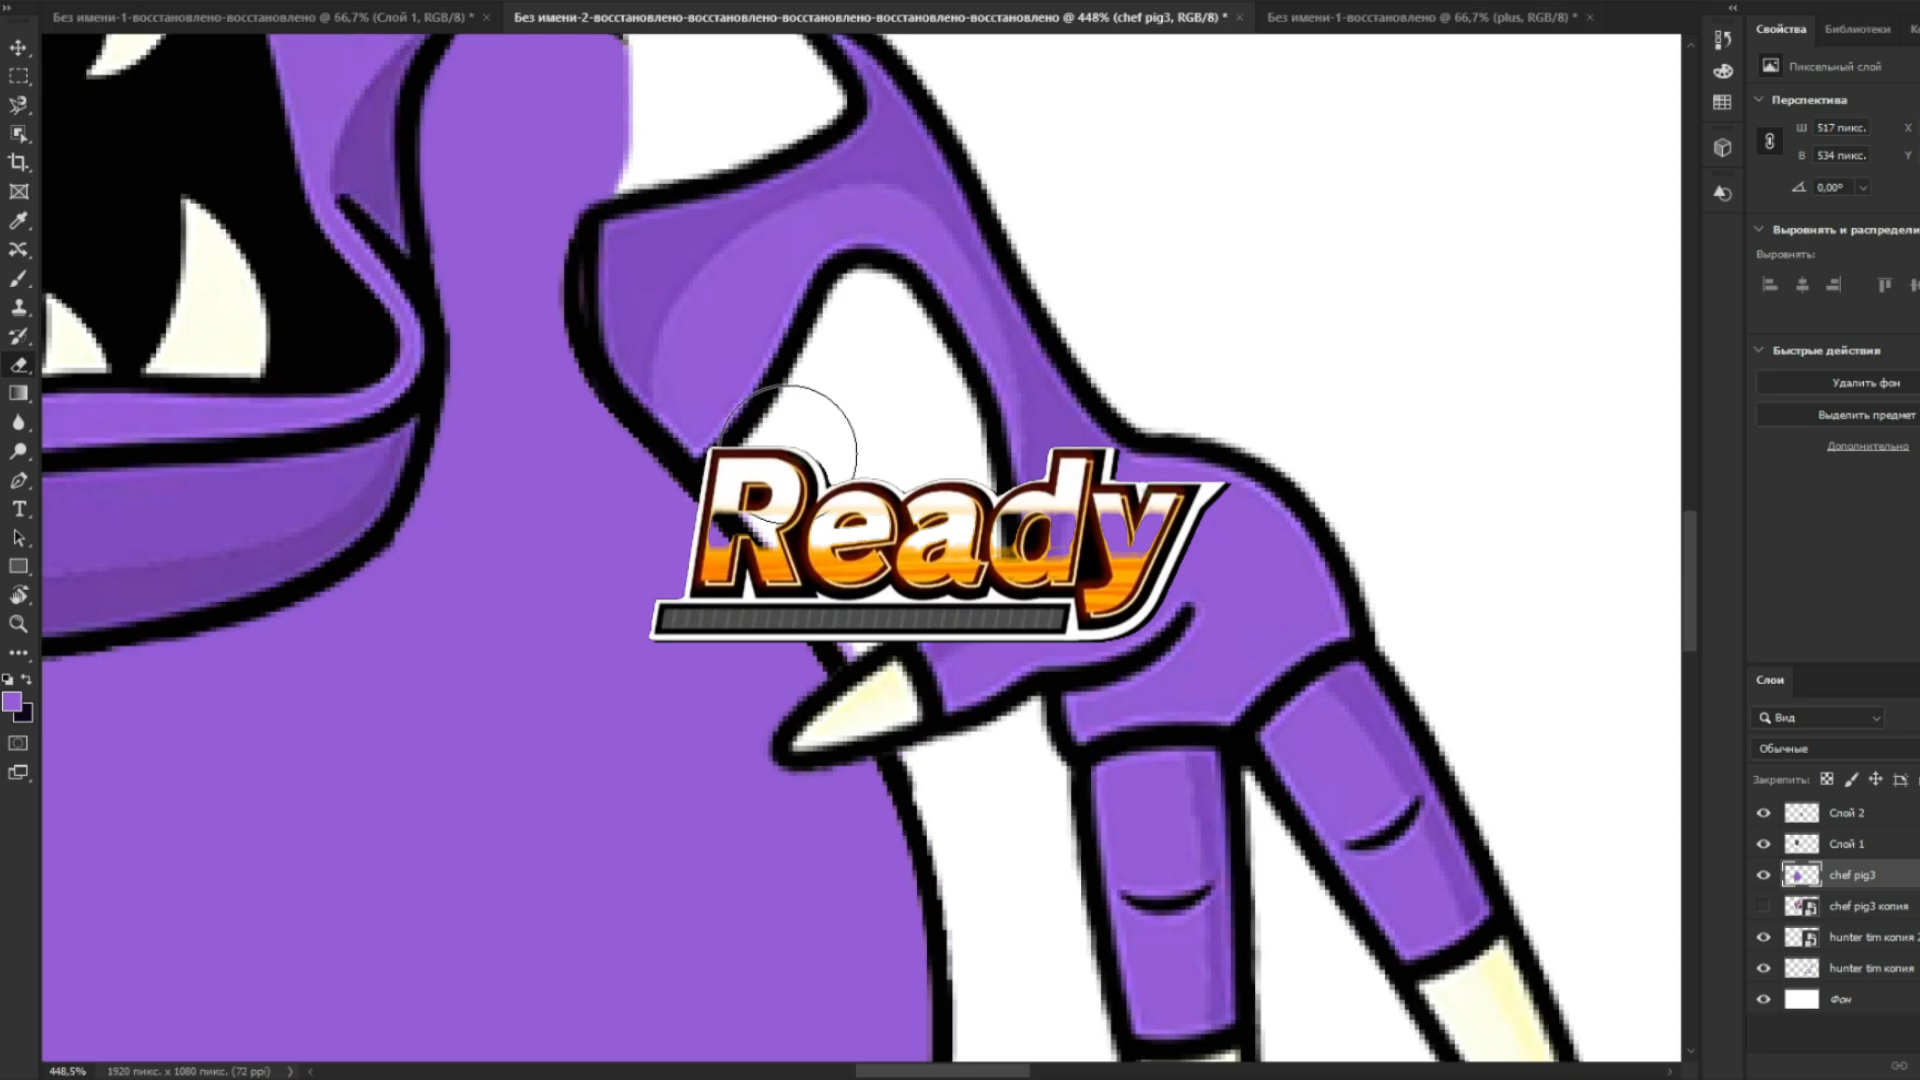 Без имени-1-восстановлено-восстановлено @ 66,7% (Слой 1, RGB/8) *
Без имени-2-восстановлено-восстановлено-восстановлено-восстановлено-восстановлено @ 448% (chef pig3, RGB/8) *
Без имени-1-восстановлено @ 66,7% (plus, RGB/8) *
Свойства
Библиотеки
Пиксельный слой
Перспектива
Ш 517 пикс. X
В 534 пикс. Y
0,00°
Выровнять и распредели
Выровнять:
Быстрые действия
Удалить фон
Выделить предмет
Дополнительно
Ready
Слои
Вид
Обычные
Закрепить:
Слой 2
Слой 1
chef pig3
chef pig3 копия
hunter tim копия 2
hunter tim копия
Фон
448,5%
1920 пикс. x 1080 пикс. (72 ppi)